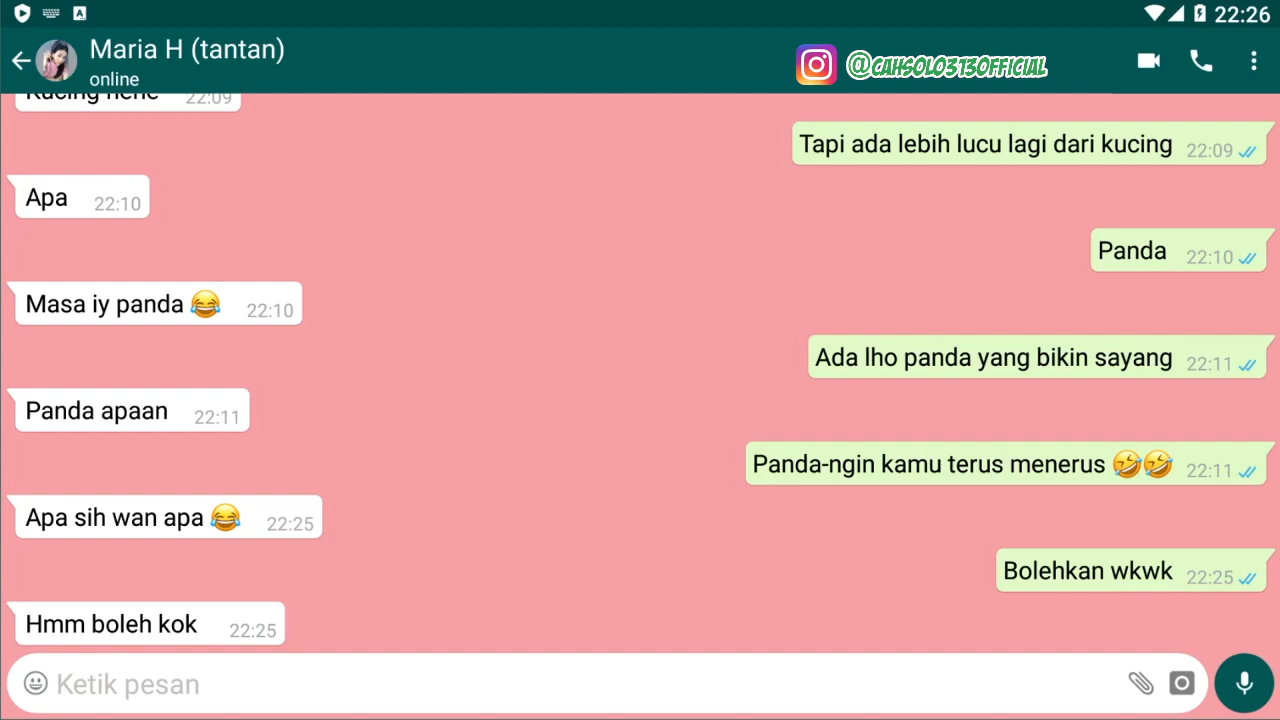 22:26
Maria H (tantan)
online
@CAHSOLO313OFFICIAL
Kucing hehe 22:09
Tapi ada lebih lucu lagi dari kucing 22:09
Apa 22:10
Panda 22:10
Masa iy panda 😂 22:10
Ada lho panda yang bikin sayang 22:11
Panda apaan 22:11
Panda-ngin kamu terus menerus 🤣🤣 22:11
Apa sih wan apa 😂 22:25
Bolehkan wkwk 22:25
Hmm boleh kok 22:25
Ketik pesan